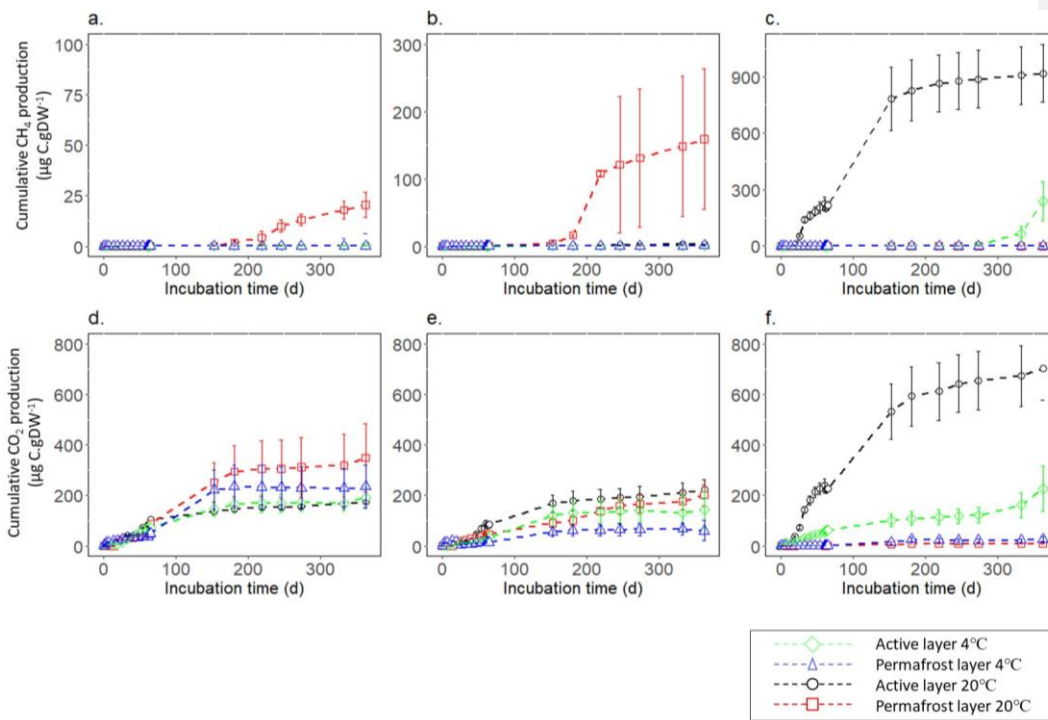 a.
b.
c.
Cumulative CH₄ production
(µg C.gDW⁻¹)
100
75
50
25
0
300
200
100
0
900
600
300
0
0 100 200 300
0 100 200 300
0 100 200 300
Incubation time (d)
Incubation time (d)
Incubation time (d)
d.
e.
f.
Cumulative CO₂ production
(µg C.gDW⁻¹)
800
600
400
200
0
800
600
400
200
0
800
600
400
200
0
0 100 200 300
0 100 200 300
0 100 200 300
Incubation time (d)
Incubation time (d)
Incubation time (d)
Active layer 4℃
Permafrost layer 4℃
Active layer 20℃
Permafrost layer 20℃